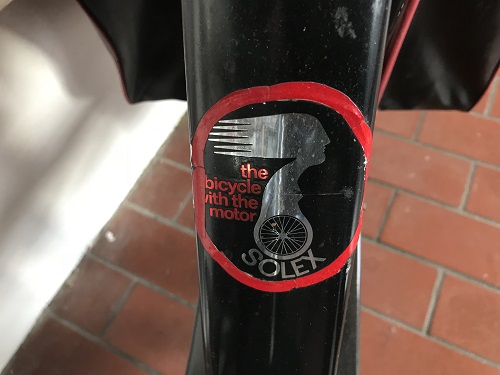 the
bicycle
with the
motor
SOLEX